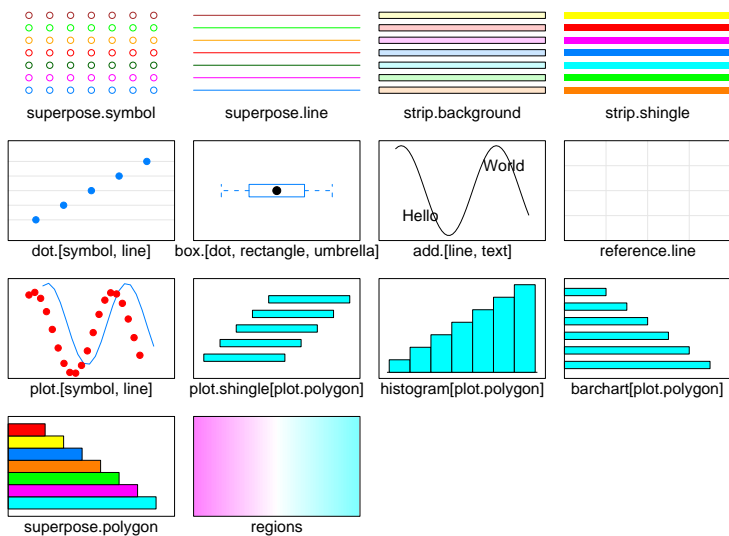 superpose.symbol
superpose.line
strip.background
strip.shingle
World
Hello
dot.[symbol, line]
box.[dot, rectangle, umbrella]
add.[line, text]
reference.line
plot.[symbol, line]
plot.shingle[plot.polygon]
histogram[plot.polygon]
barchart[plot.polygon]
superpose.polygon
regions